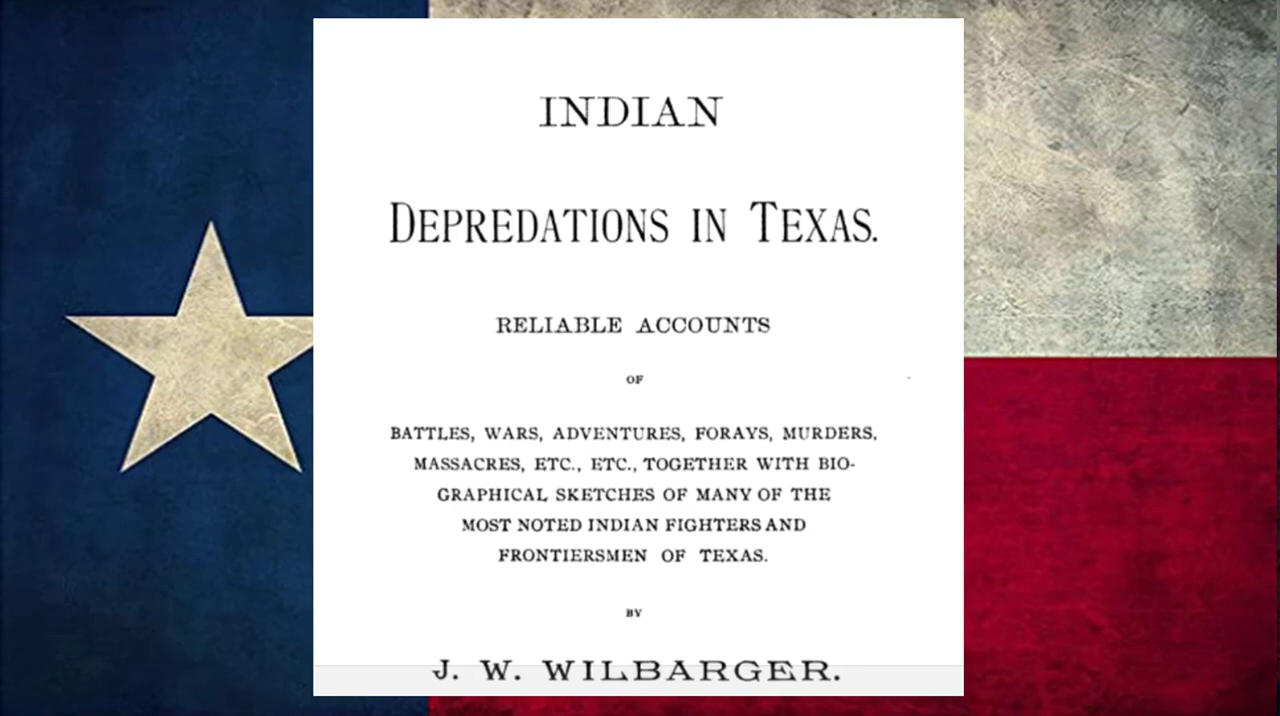 INDIAN
DEPREDATIONS IN TEXAS.
RELIABLE ACCOUNTS
OF
BATTLES, WARS, ADVENTURES, FORAYS, MURDERS,
MASSACRES, ETC., ETC., TOGETHER WITH BIO-
GRAPHICAL SKETCHES OF MANY OF THE
MOST NOTED INDIAN FIGHTERS AND
FRONTIERSMEN OF TEXAS.
BY
J. W. WILBARGER.